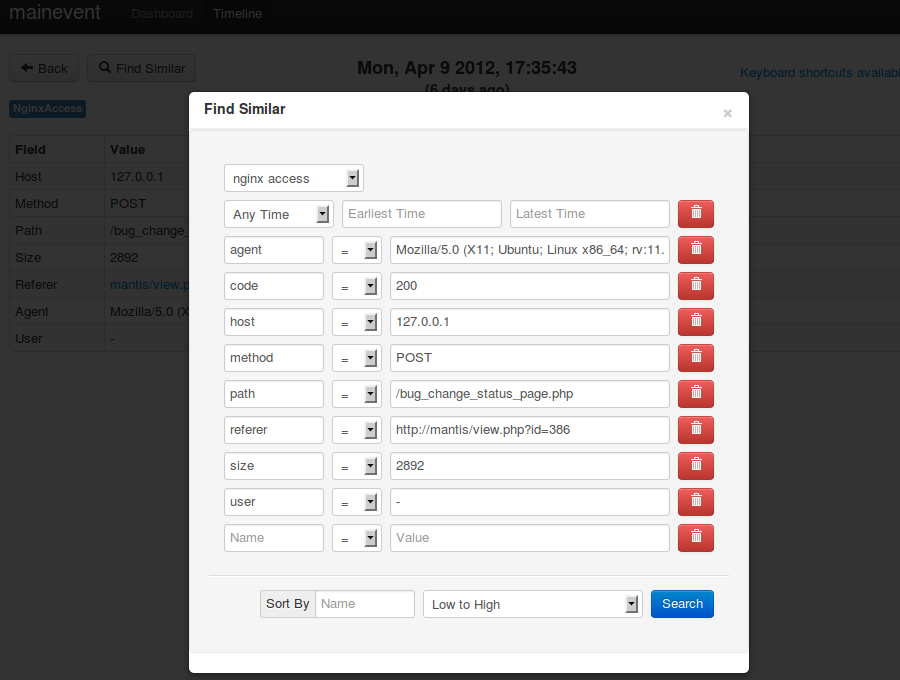 mainevent Dashboard Timeline
Back Find Similar
Mon, Apr 9 2012, 17:35:43
(6 days ago)
Keyboard shortcuts availabl
NginxAccess
Field Value
Host 127.0.0.1
Method POST
Path /bug_change_
Size 2892
Referer mantis/view.p
Agent Mozilla/5.0 (X
User -
Find Similar ×
nginx access
Any Time Earliest Time Latest Time
agent = Mozilla/5.0 (X11; Ubuntu; Linux x86_64; rv:11.
code = 200
host = 127.0.0.1
method = POST
path = /bug_change_status_page.php
referer = http://mantis/view.php?id=386
size = 2892
user = -
Name = Value
Sort By Name Low to High Search